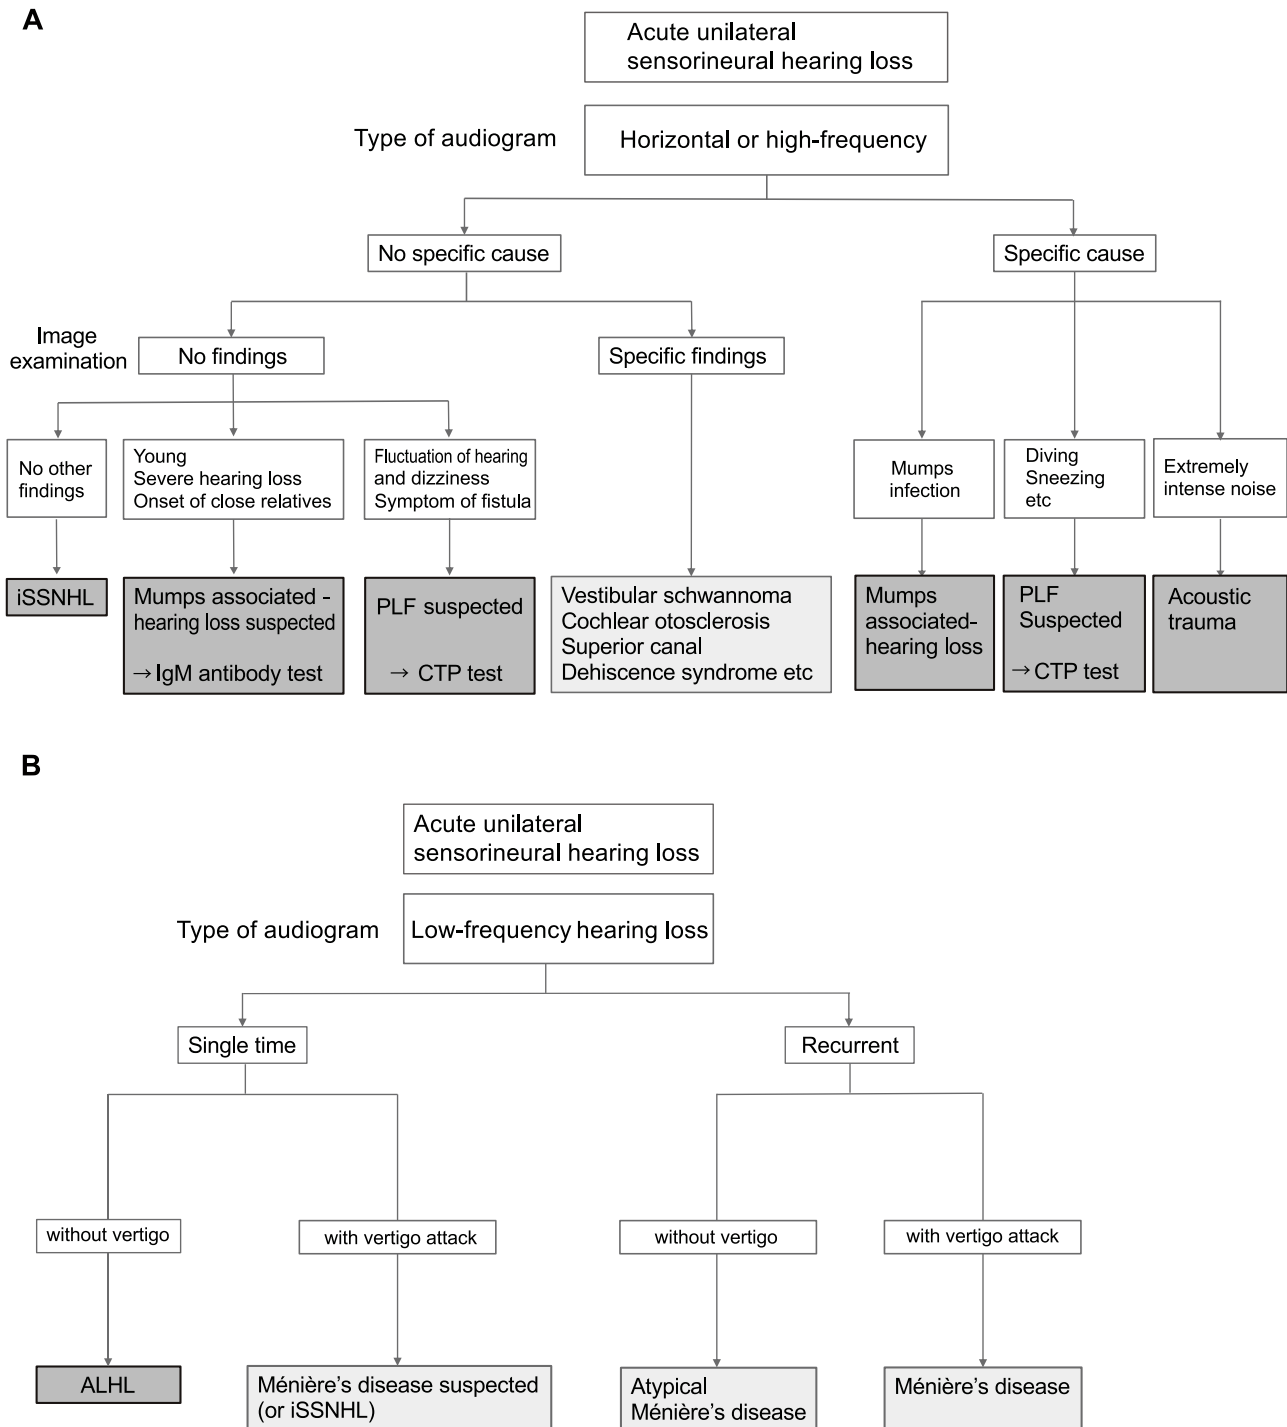 A
Acute unilateral
sensorineural hearing loss
Type of audiogram
Horizontal or high-frequency
No specific cause
Specific cause
Image
examination
No findings
Specific findings
No other
findings
Young
Severe hearing loss
Onset of close relatives
Fluctuation of hearing
and dizziness
Symptom of fistula
Mumps
infection
Diving
Sneezing
etc
Extremely
intense noise
iSSNHL
Mumps associated -
hearing loss suspected
→ IgM antibody test
PLF suspected
→ CTP test
Vestibular schwannoma
Cochlear otosclerosis
Superior canal
Dehiscence syndrome etc
Mumps
associated-
hearing loss
PLF
Suspected
→ CTP test
Acoustic
trauma
B
Acute unilateral
sensorineural hearing loss
Type of audiogram
Low-frequency hearing loss
Single time
Recurrent
without vertigo
with vertigo attack
without vertigo
with vertigo attack
ALHL
Ménière’s disease suspected
(or iSSNHL)
Atypical
Ménière’s disease
Ménière’s disease